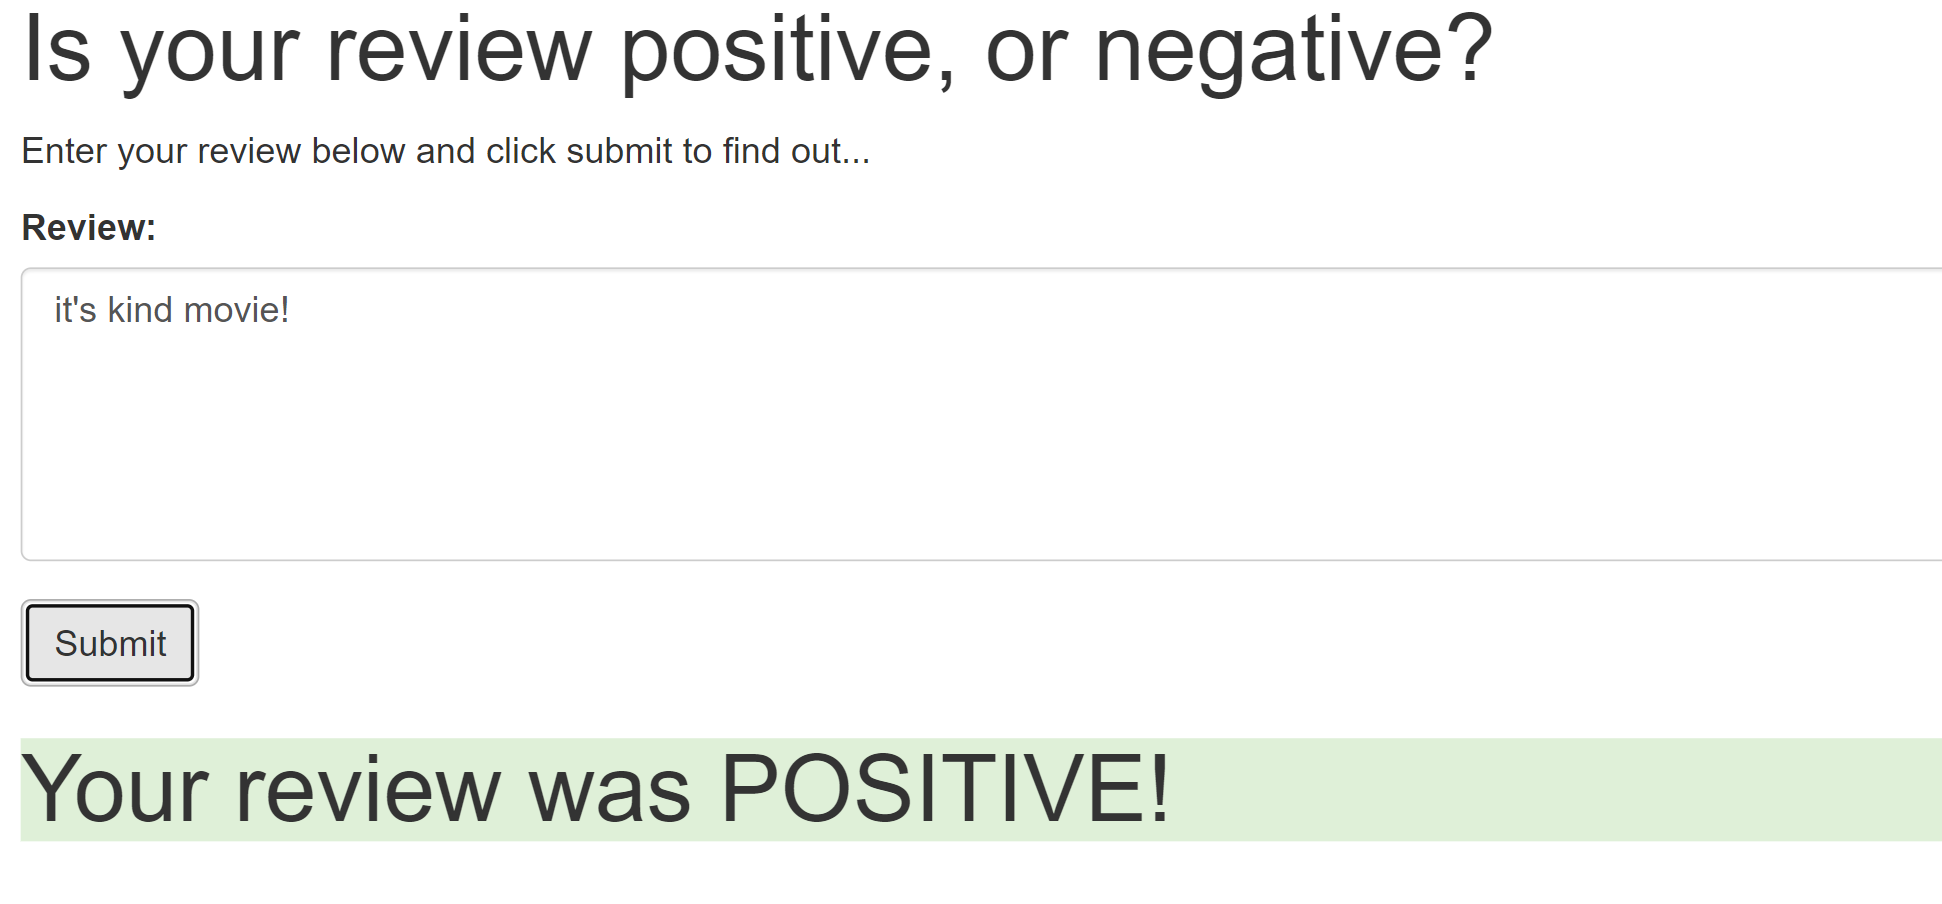 Is your review positive, or negative?
Enter your review below and click submit to find out...
Review:
it's kind movie!
Submit
Your review was POSITIVE!